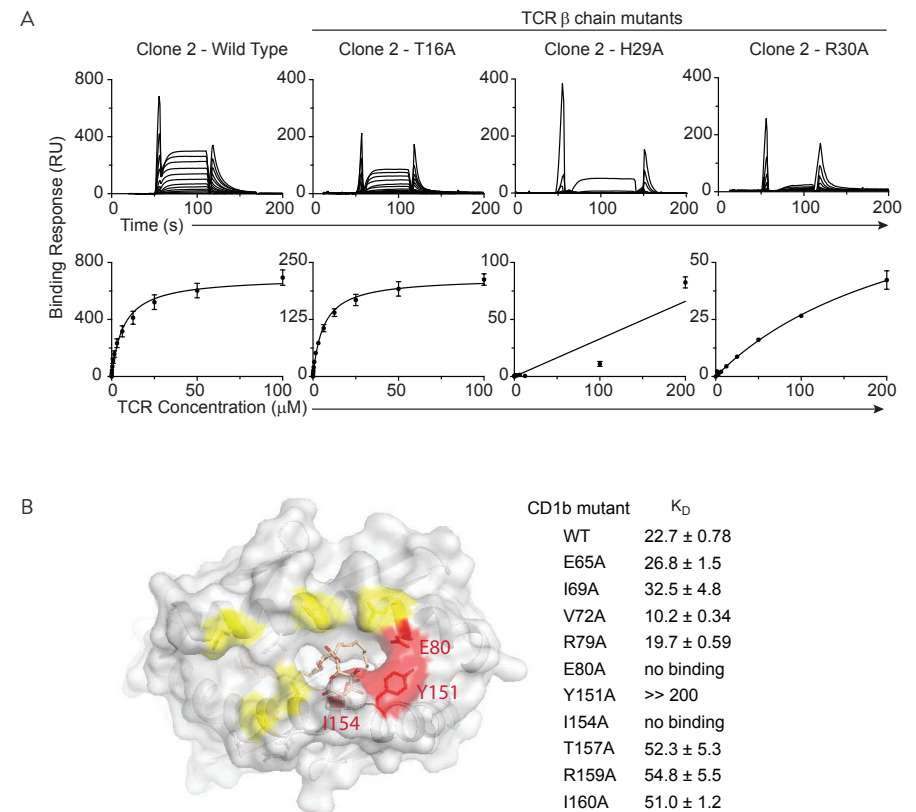 A
TCR β chain mutants
Clone 2 - Wild Type
Clone 2 - T16A
Clone 2 - H29A
Clone 2 - R30A
Binding Response (RU)
800
400
0
0 100 200
400
200
0
0 100 200
400
200
0
0 100 200
400
200
0
0 100 200
Time (s)
800
400
0
0 50 100
250
125
0
0 50 100
100
50
0
0 100 200
50
25
0
0 100 200
TCR Concentration (μM)
B
E80
Y151
I154
CD1b mutant KD
WT 22.7 ± 0.78
E65A 26.8 ± 1.5
I69A 32.5 ± 4.8
V72A 10.2 ± 0.34
R79A 19.7 ± 0.59
E80A no binding
Y151A >> 200
I154A no binding
T157A 52.3 ± 5.3
R159A 54.8 ± 5.5
I160A 51.0 ± 1.2